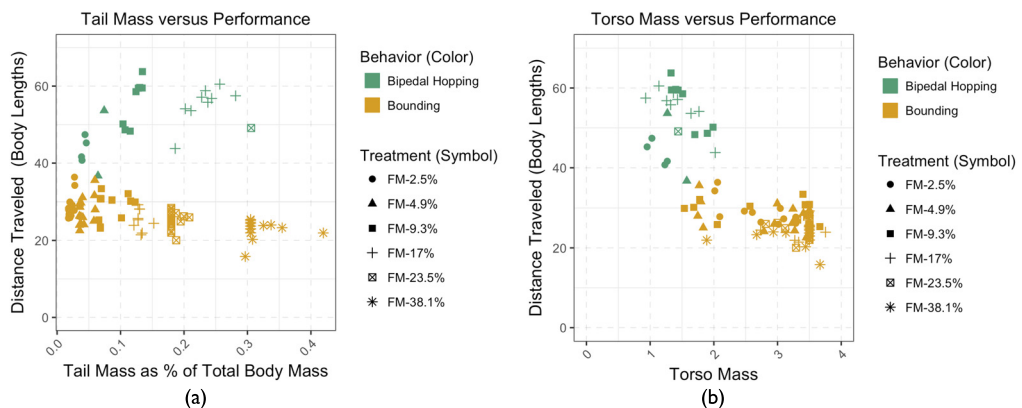 Tail Mass versus Performance
Distance Traveled (Body Lengths)
60
40
20
0
0.0
0.1
0.2
0.3
0.4
Tail Mass as % of Total Body Mass
(a)
Behavior (Color)
Bipedal Hopping
Bounding
Treatment (Symbol)
FM-2.5%
FM-4.9%
FM-9.3%
FM-17%
FM-23.5%
FM-38.1%
Torso Mass versus Performance
Distance Traveled (Body Lengths)
60
40
20
0
0
1
2
3
4
Torso Mass
(b)
Behavior (Color)
Bipedal Hopping
Bounding
Treatment (Symbol)
FM-2.5%
FM-4.9%
FM-9.3%
FM-17%
FM-23.5%
FM-38.1%